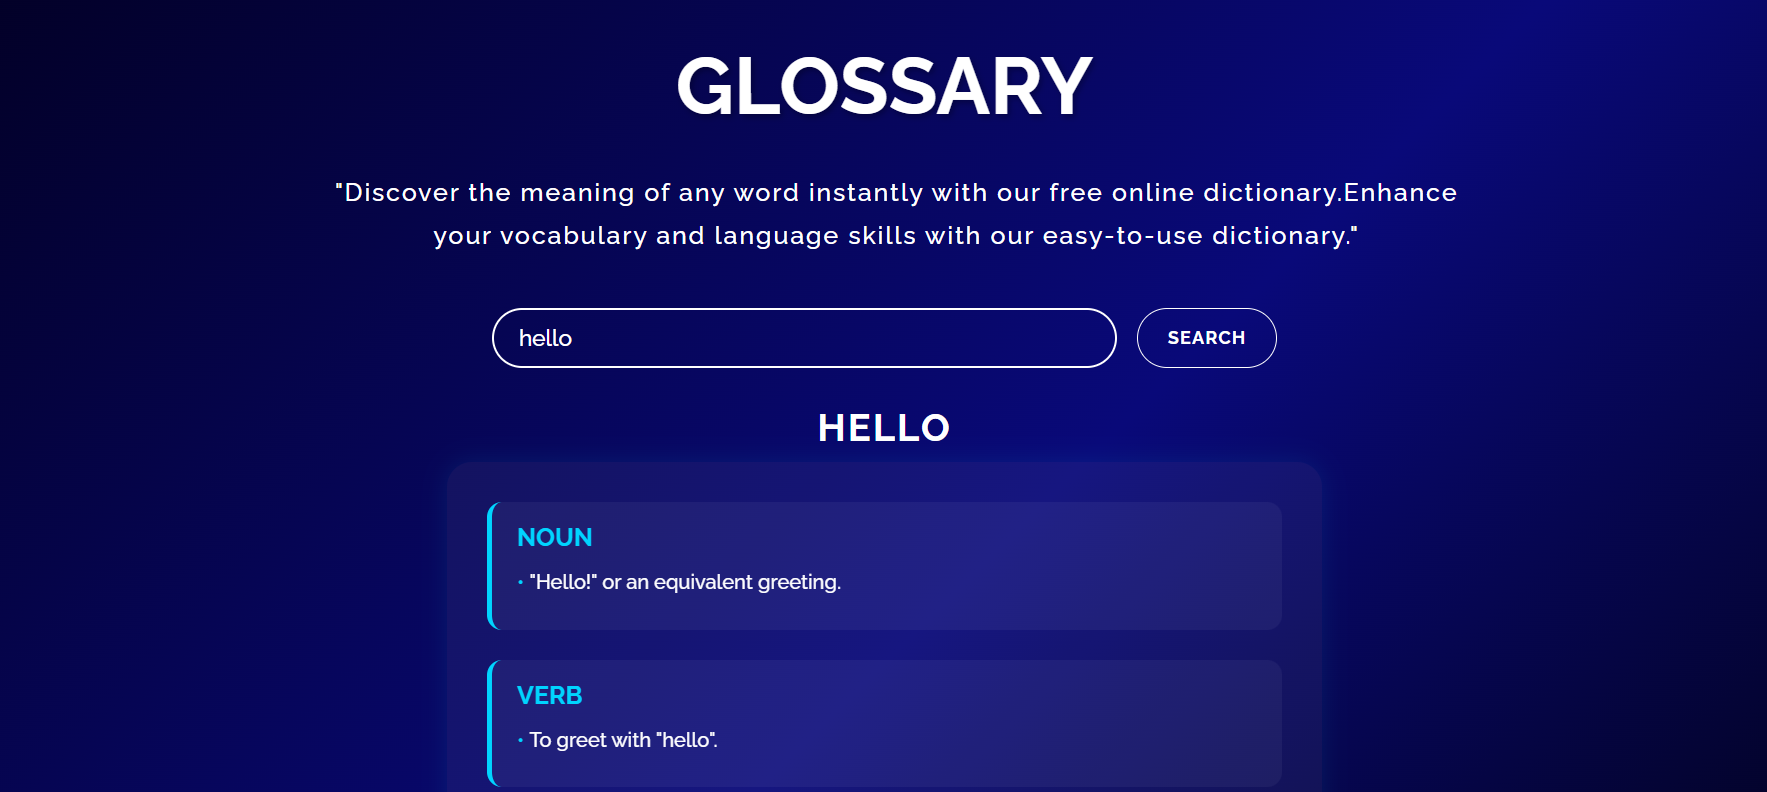 GLOSSARY
"Discover the meaning of any word instantly with our free online dictionary.Enhance
your vocabulary and language skills with our easy-to-use dictionary."
hello
SEARCH
HELLO
NOUN
• "Hello!" or an equivalent greeting.
VERB
• To greet with "hello".